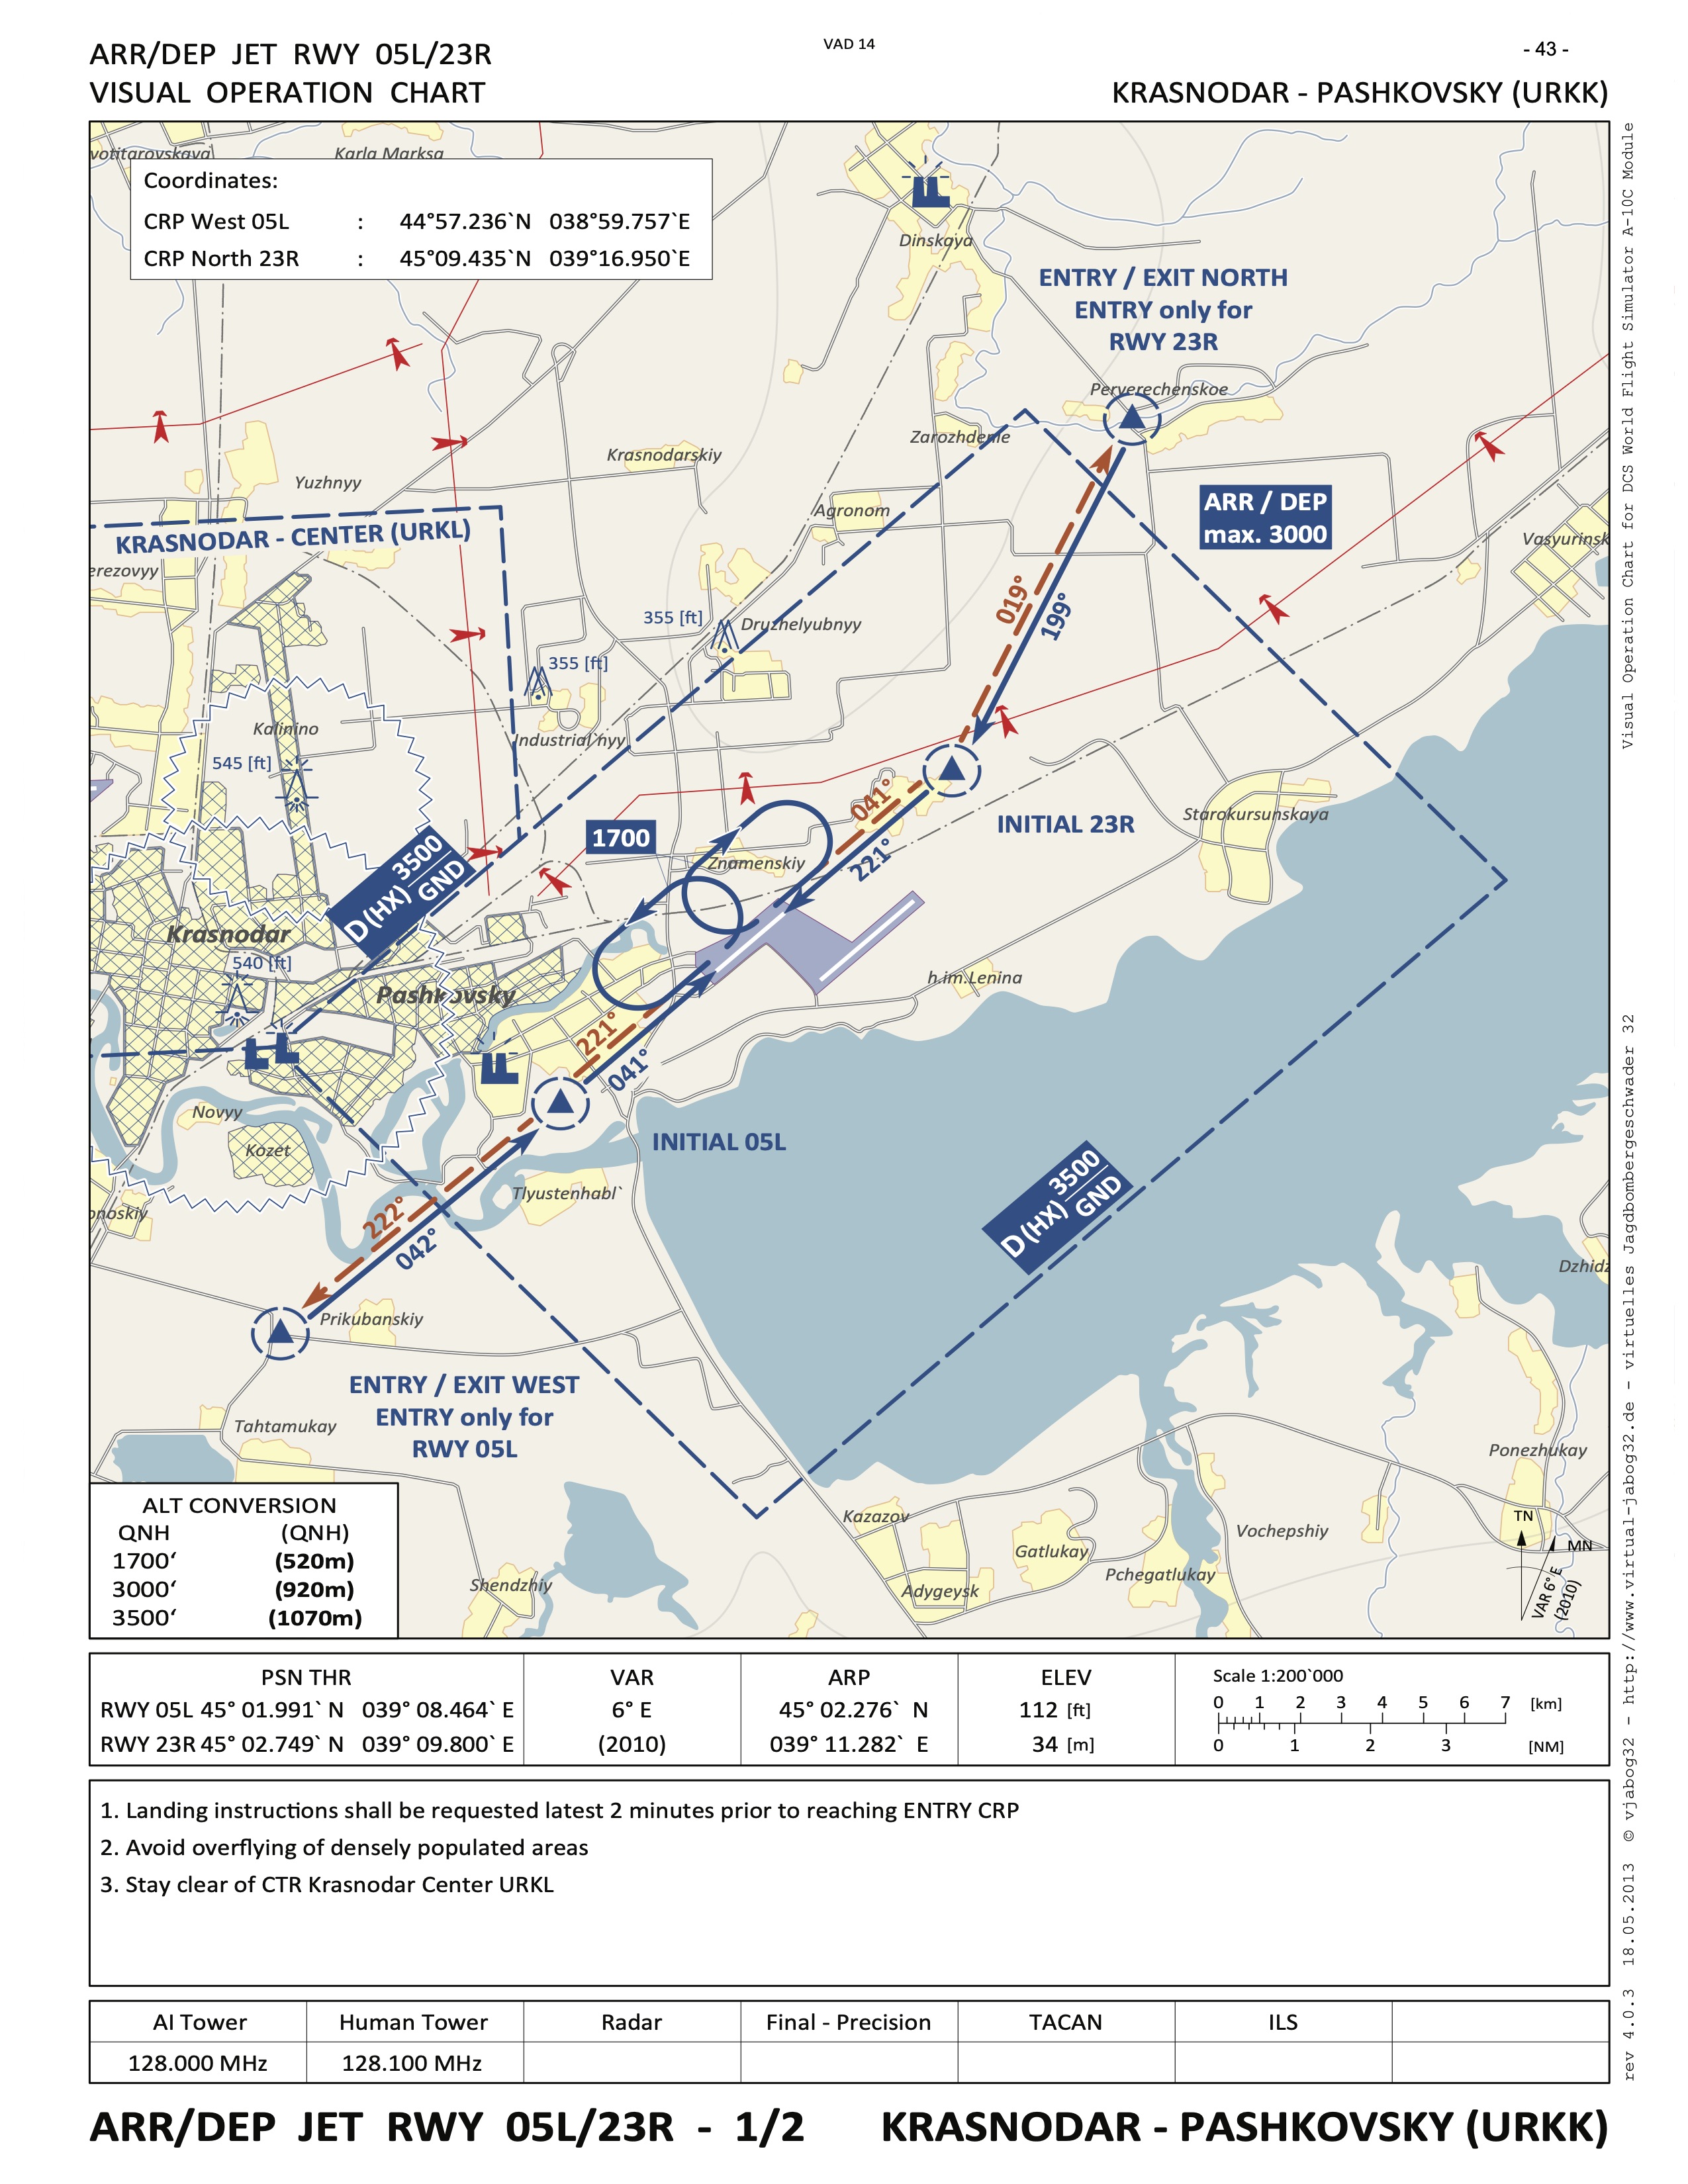 ARR/DEP JET RWY 05L/23R
VAD 14
- 43 -
VISUAL OPERATION CHART
KRASNODAR - PASHKOVSKY (URKK)
votitarovskaya
Karla Marksa
Coordinates:
CRP West 05L : 44°57.236`N 038°59.757`E
CRP North 23R : 45°09.435`N 039°16.950`E
Dinskaya
ENTRY / EXIT NORTH
ENTRY only for
RWY 23R
Perverechenskoe
Zarozhdenie
Krasnodarskiy
Yuzhnyy
ARR / DEP
max. 3000
Agronom
KRASNODAR - CENTER (URKL)
Vasyurinsk
erezovyy
019°
199°
355 [ft]
Druzhelyubnyy
355 [ft]
Kalinino
Industrial'nyy
545 [ft]
041°
221°
INITIAL 23R
Starokursunskaya
1700
Znamenskiy
D(HX) 3500
GND
Krasnodar
540 [ft]
Pashkovsky
h.im.Lenina
221°
041°
Novyy
Kozet
INITIAL 05L
Tlyustenhabl`
onoskiy
222°
042°
D(HX) 3500
GND
Dzhidz
Prikubanskiy
ENTRY / EXIT WEST
ENTRY only for
RWY 05L
Tahtamukay
Ponezhukay
ALT CONVERSION
QNH (QNH)
1700‘ (520m)
3000‘ (920m)
3500‘ (1070m)
Kazazov
Vochepshiy
Gatlukay
Pchegatlukay
Adygeysk
Shendzhiy
TN
MN
VAR 6° E
(2010)
PSN THR
RWY 05L 45° 01.991` N 039° 08.464` E
RWY 23R 45° 02.749` N 039° 09.800` E
VAR
6° E
(2010)
ARP
45° 02.276` N
039° 11.282` E
ELEV
112 [ft]
34 [m]
Scale 1:200`000
0 1 2 3 4 5 6 7 [km]
0 1 2 3 [NM]
1. Landing instructions shall be requested latest 2 minutes prior to reaching ENTRY CRP
2. Avoid overflying of densely populated areas
3. Stay clear of CTR Krasnodar Center URKL
AI Tower Human Tower Radar Final - Precision TACAN ILS
128.000 MHz 128.100 MHz
ARR/DEP JET RWY 05L/23R - 1/2 KRASNODAR - PASHKOVSKY (URKK)
Visual Operation Chart for DCS World Flight Simulator A-10C Module
rev 4.0.3 18.05.2013 © vjabog32 - http://www.virtual-jabog32.de - virtuelles Jagdbombergeschwader 32